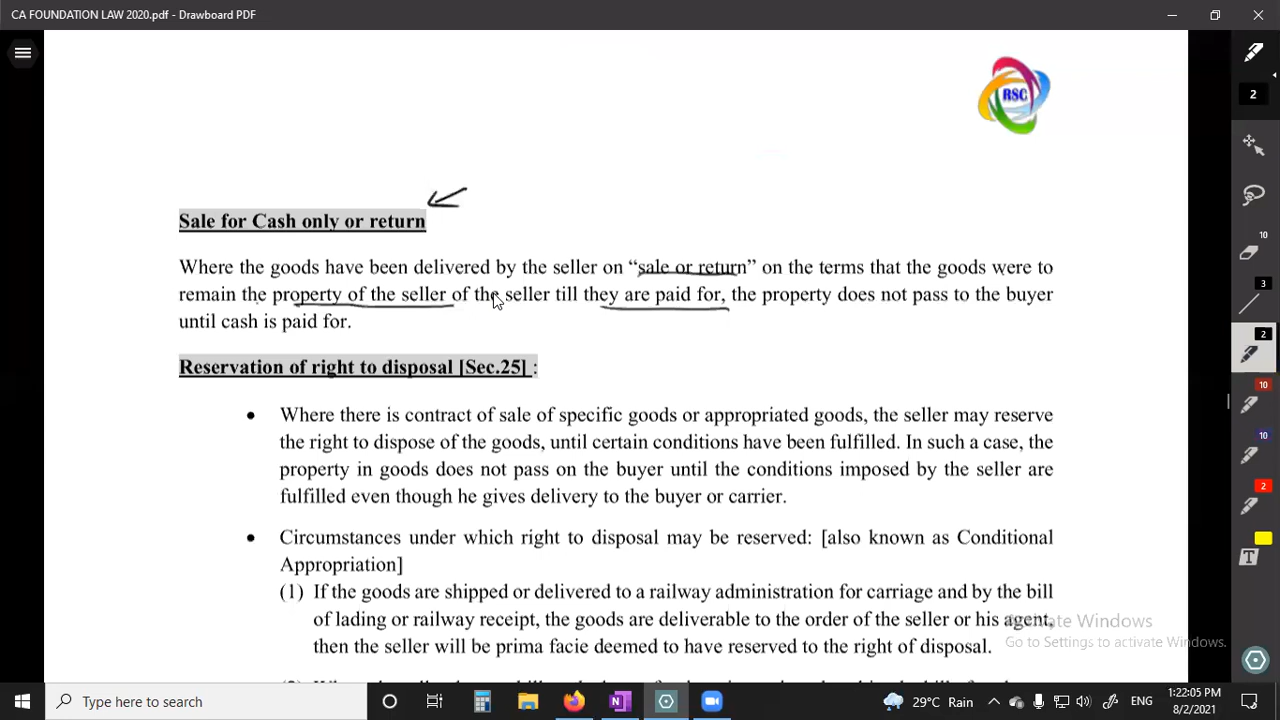 CA FOUNDATION LAW 2020.pdf - Drawboard PDF
RSC
2
Sale for Cash only or return
Where the goods have been delivered by the seller on “sale or return” on the terms that the goods were to
remain the property of the seller of the seller till they are paid for, the property does not pass to the buyer
until cash is paid for.
Reservation of right to disposal [Sec.25] :
• Where there is contract of sale of specific goods or appropriated goods, the seller may reserve
the right to dispose of the goods, until certain conditions have been fulfilled. In such a case, the
property in goods does not pass on the buyer until the conditions imposed by the seller are
fulfilled even though he gives delivery to the buyer or carrier.
• Circumstances under which right to disposal may be reserved: [also known as Conditional
Appropriation]
(1) If the goods are shipped or delivered to a railway administration for carriage and by the bill
of lading or railway receipt, the goods are deliverable to the order of the seller or his agent,
then the seller will be prima facie deemed to have reserved to the right of disposal.
10
3
2
10
10
2
T
Activate Windows
Go to Settings to activate Windows.
Type here to search
29°C Rain
ENG
1:22:05 PM
8/2/2021